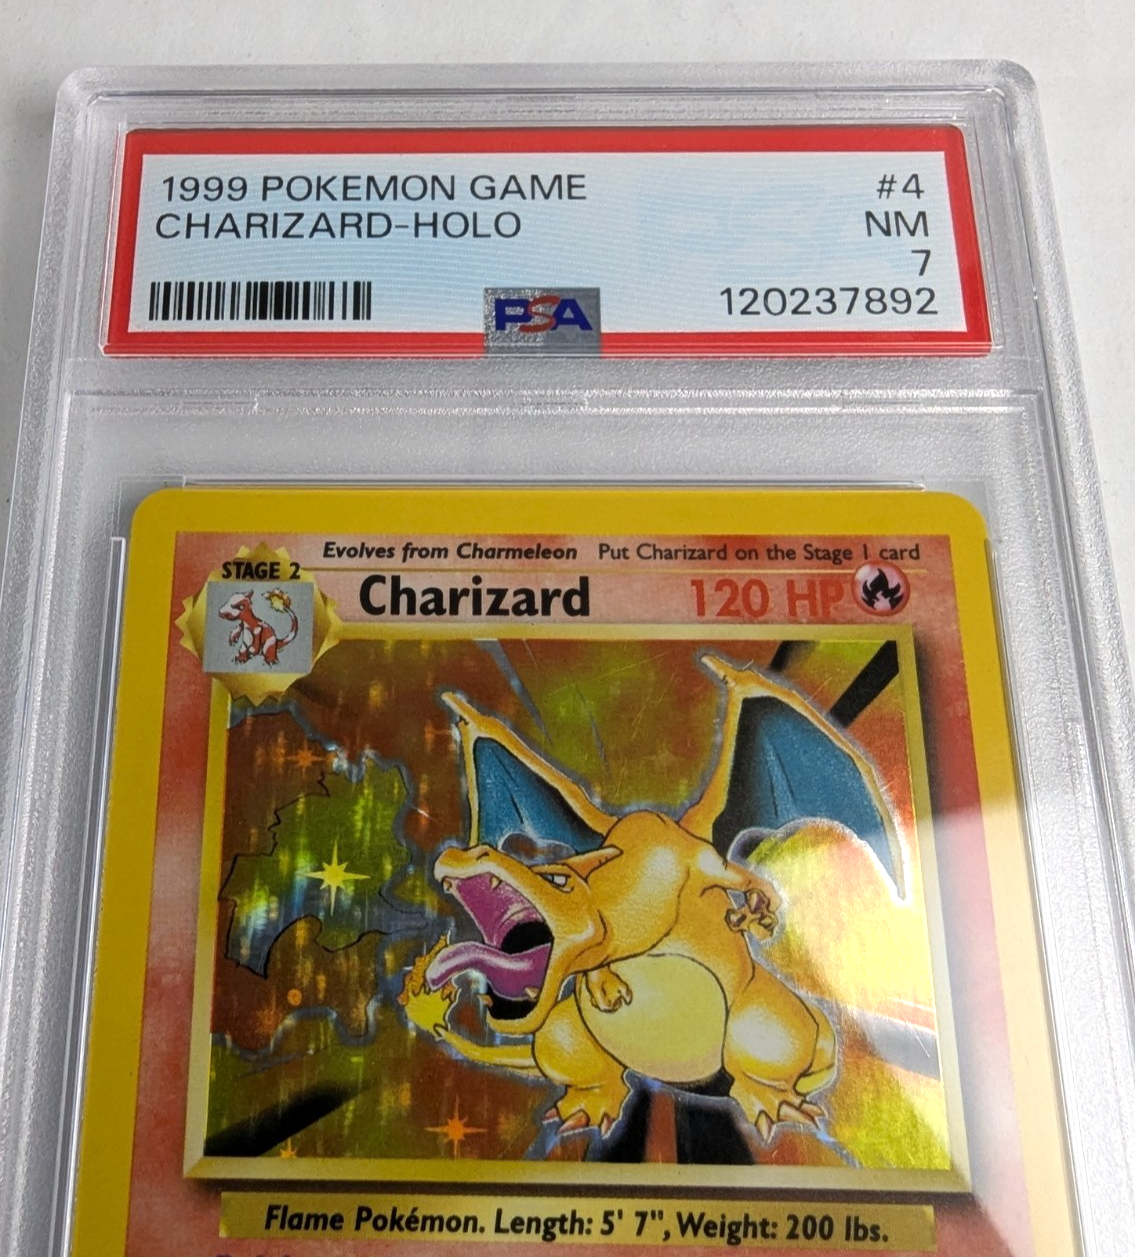 1999 POKEMON GAME #4
CHARIZARD-HOLO NM
7
PSA 120237892
Evolves from Charmeleon Put Charizard on the Stage 1 card
STAGE 2
Charizard 120 HP
Flame Pokémon. Length: 5' 7", Weight: 200 lbs.